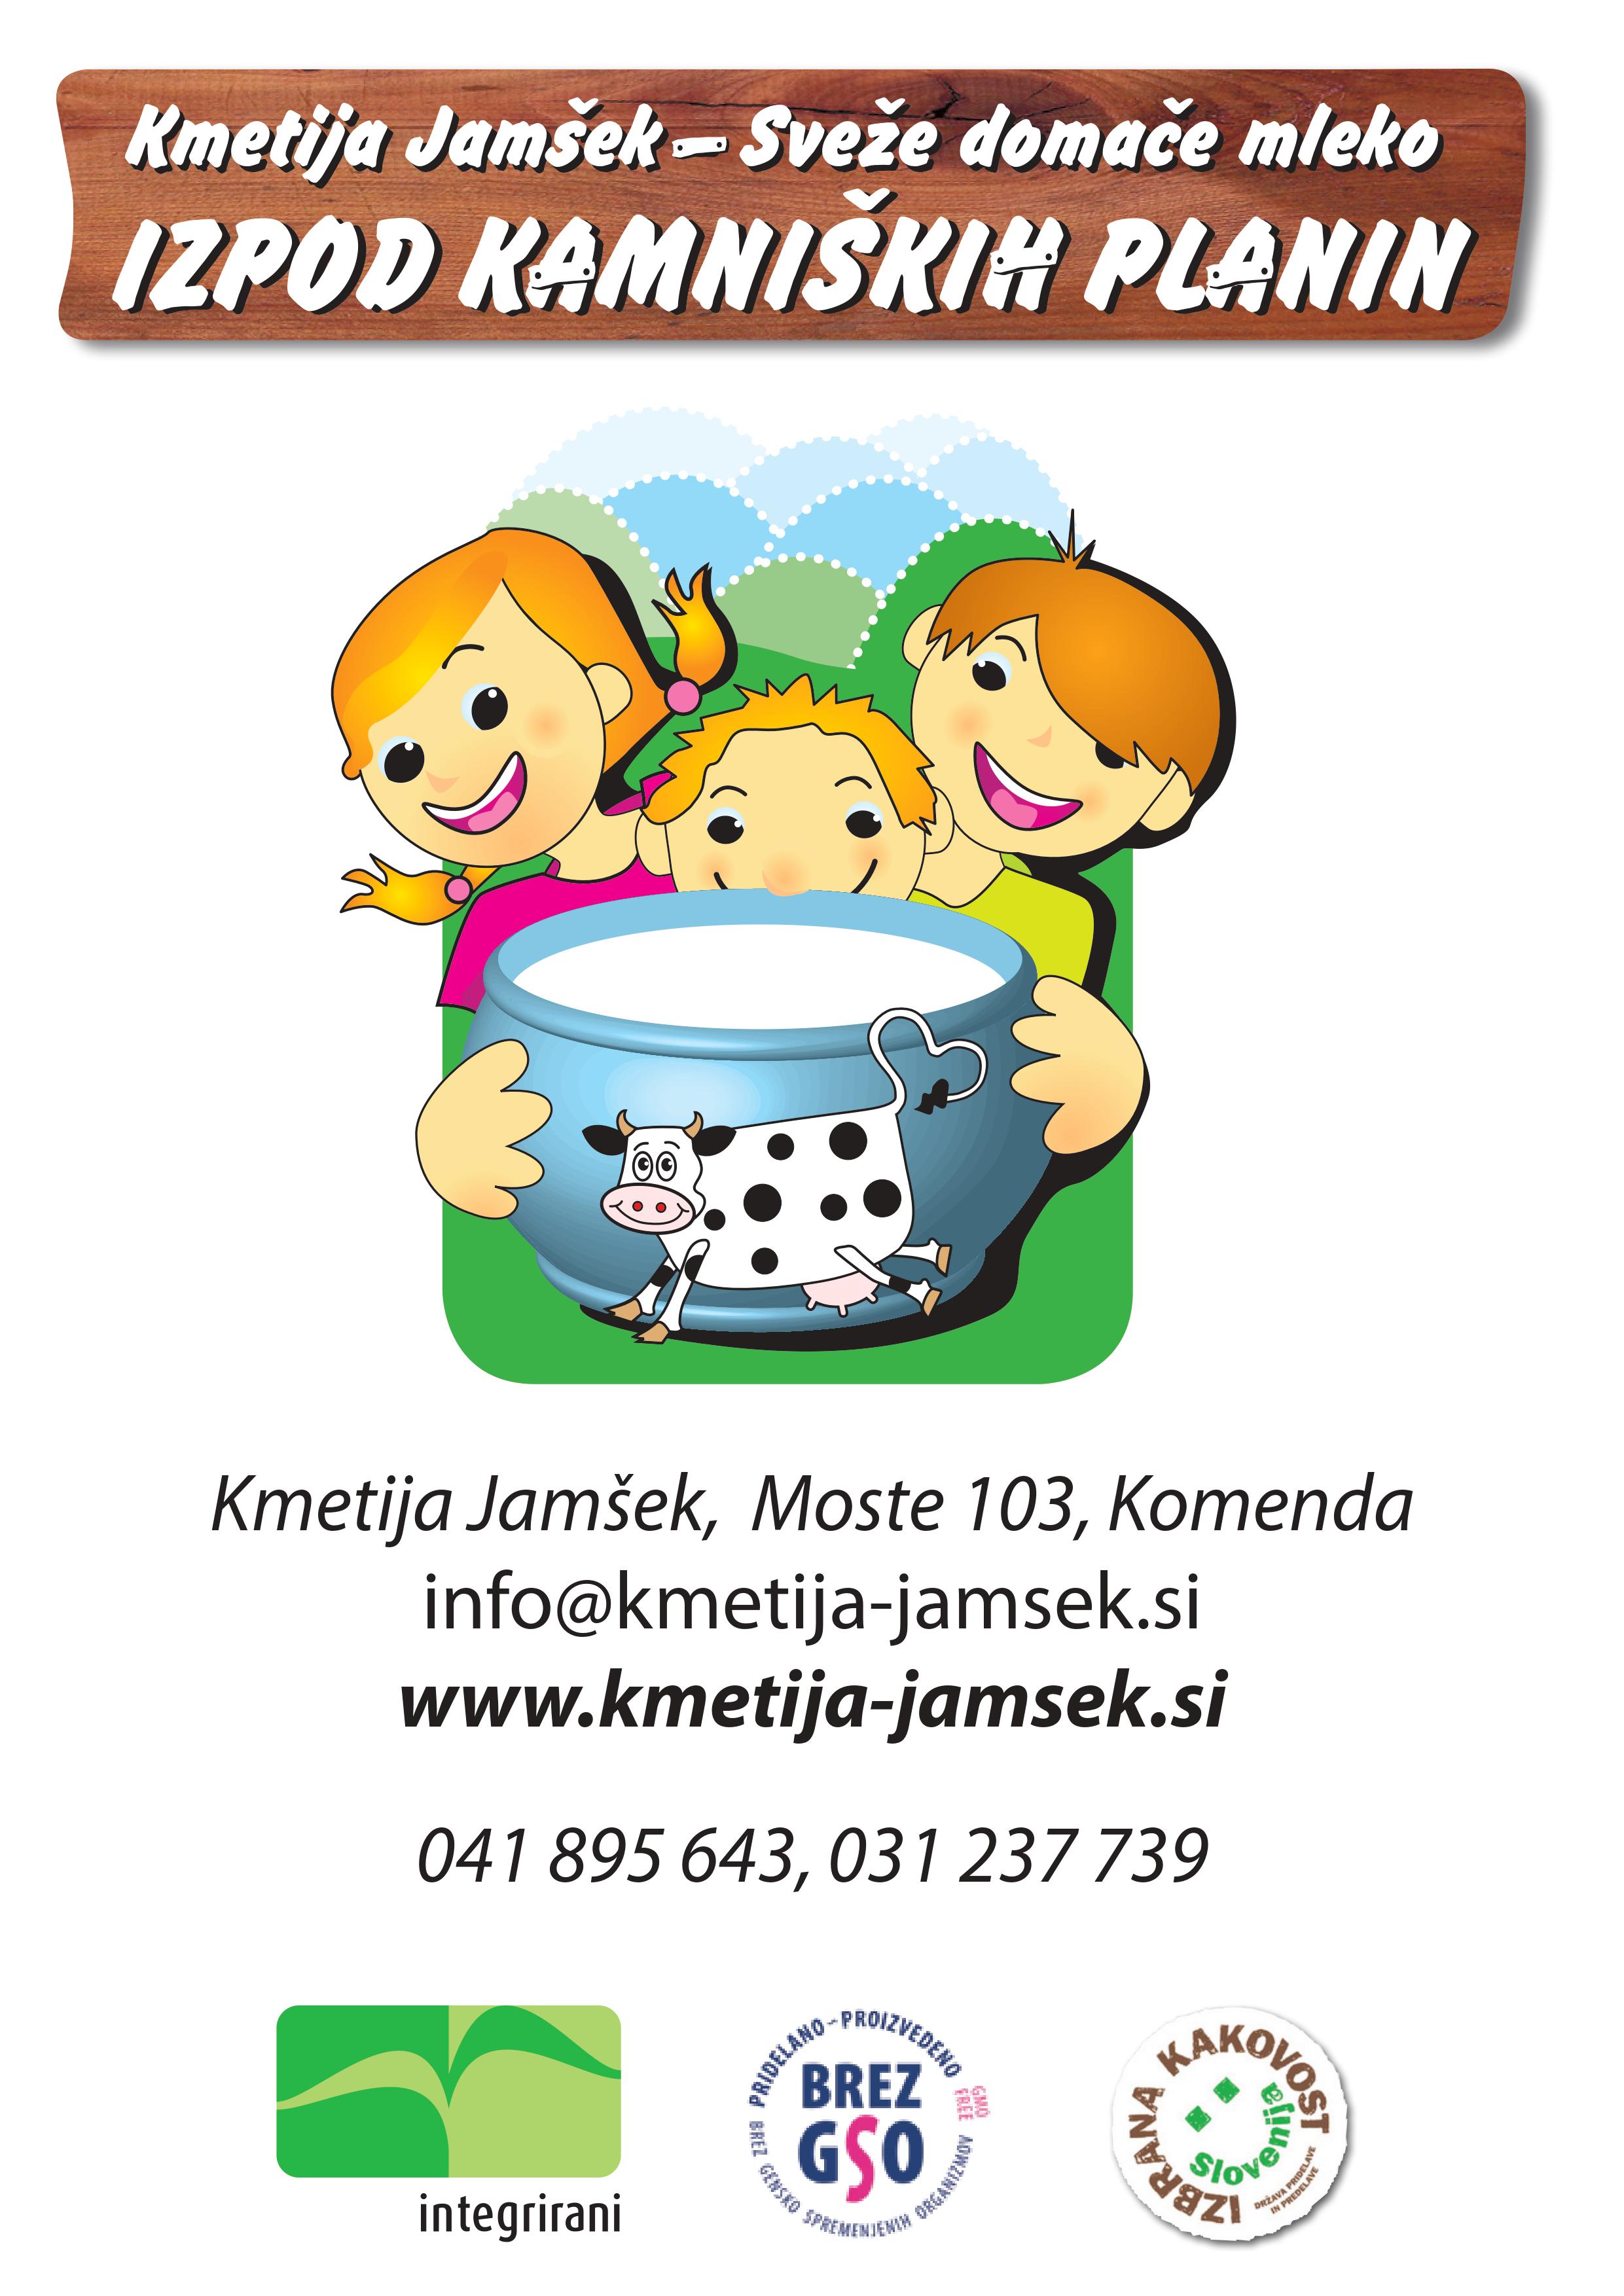 Kmetija Jamšek – Sveže domače mleko
IZPOD KAMNIŠKIH PLANIN
Kmetija Jamšek, Moste 103, Komenda
info@kmetija-jamsek.si
www.kmetija-jamsek.si
041 895 643, 031 237 739
integrirani
PRIDELANO - PROIZVEDENO
BREZ
GSO
GMO
FREE
BREZ GENSKO SPREMENJENIH ORGANIZMOV
IZBRANA KAKOVOST
Slovenija
DRŽAVA PRIDELAVE
IN PREDELAVE